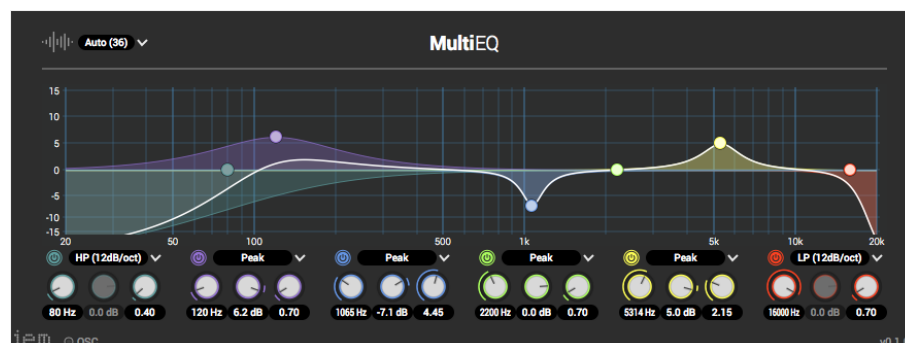 Auto (36) MultiEQ
15
10
5
0
-5
-10
-15
20 50 100 500 1k 5k 10k 20k
HP (12dB/oct) Peak Peak Peak Peak LP (12dB/oct)
80 Hz 0.0 dB 0.40 120 Hz 6.2 dB 0.70 1065 Hz -7.1 dB 4.45 2200 Hz 0.0 dB 0.70 5314 Hz 5.0 dB 2.15 16000 Hz 0.0 dB 0.70
iem OSC